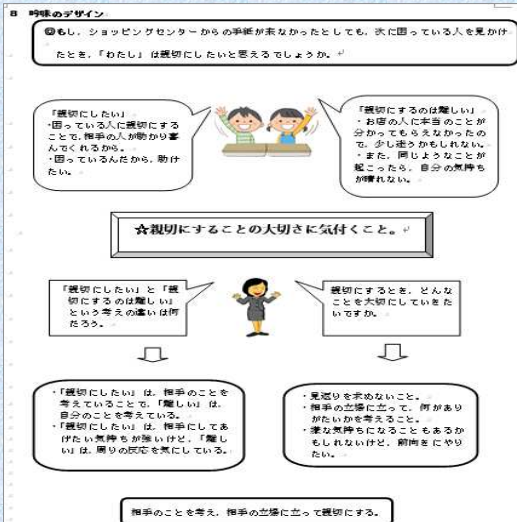 8 吟味のデザイン
◎もし、ショッピングセンターからの手紙が来なかったとしても、次に困っている人を見かけ
たとき、「わたし」は親切にしたいと思えるでしょうか。
「親切にしたい」
・困っている人に親切にする
ことで、相手の人が助かり喜
んでくれるから。
・困っているんだから、助け
たい。
「親切にするのは難しい」
・お店の人に本当のことが
分かってもらえなかったの
で、少し迷うかもしれない。
・また、同じようなことが
起こったら、自分の気持ち
が晴れない。
☆親切にすることの大切さに気付くこと。
「親切にしたい」と「親
切にするのは難しい」
という考えの違いは何
だろう。
親切にするとき、どんな
ことを大切にしていきた
いですか。
・「親切にしたい」は、相手のことを
考えていることで、「難しい」は、
自分のことを考えている。
・「親切にしたい」は、相手にしてあ
げたい気持ちが強いけど、「難し
い」は、周りの反応を気にしている。
・見返りを求めないこと。
・相手の立場に立って、何があり
がたいかを考えること。
・嫌な気持ちになることもあるか
もしれないけど、前向きにやり
たい。
相手のことを考え、相手の立場に立って親切にする。